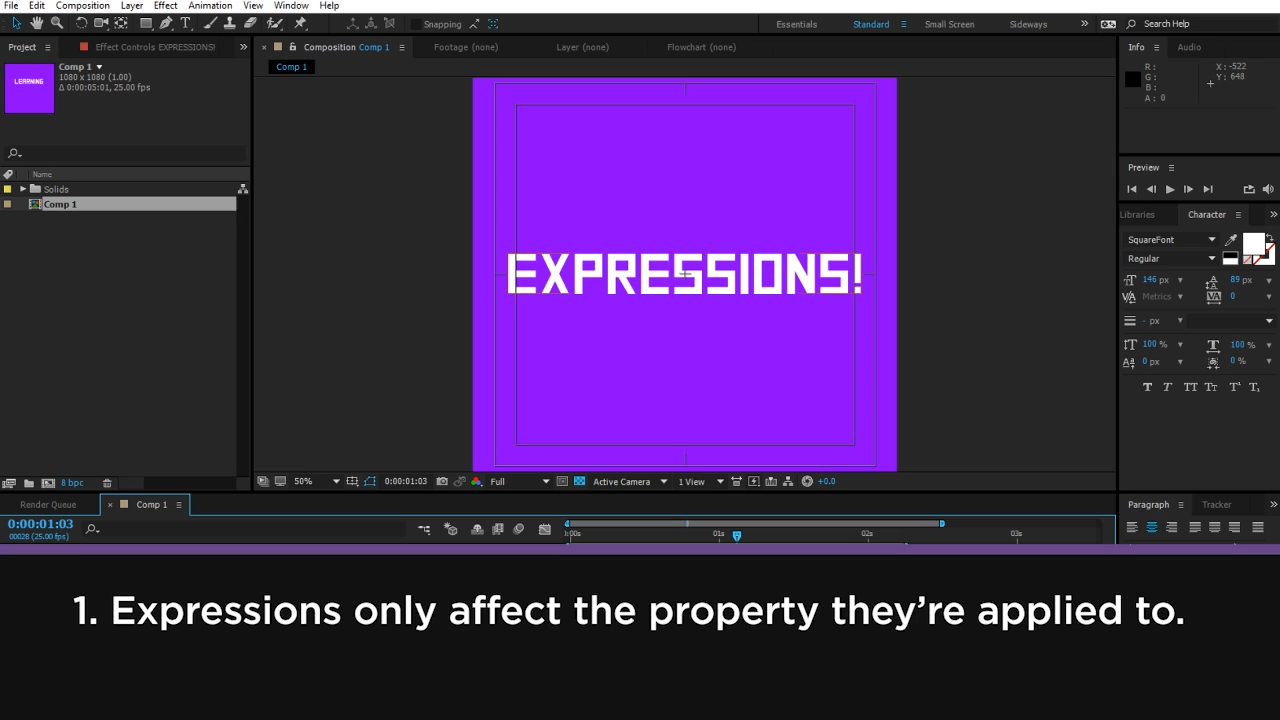 File Edit Composition Layer Effect Animation View Window Help
Snapping Essentials Standard Small Screen Sideways Search Help
Project Effect Controls EXPRESSIONS!
Composition Comp 1
Footage (none)
Layer (none)
Flowchart (none)
Info Audio
Comp 1
1080 x 1080 (1.00)
Δ 0:00:05:01, 25.00 fps
LEARNING
Comp 1
R:
G:
B:
A: 0
X: -522
Y: 648
Name
Solids
Comp 1
EXPRESSIONS!
Preview
Libraries Character
SquareFont
Regular
146 px 89 px
Metrics 0
- px
100 % 100 %
0 px 0 %
T T TT Tt T¹ T₁
8 bpc
50% 0:00:01:03 Full Active Camera 1 View +0.0
Render Queue Comp 1
Paragraph Tracker
0:00:01:03
00028 (25.00 fps)
:00s 01s 02s 03s
1. Expressions only affect the property they’re applied to.